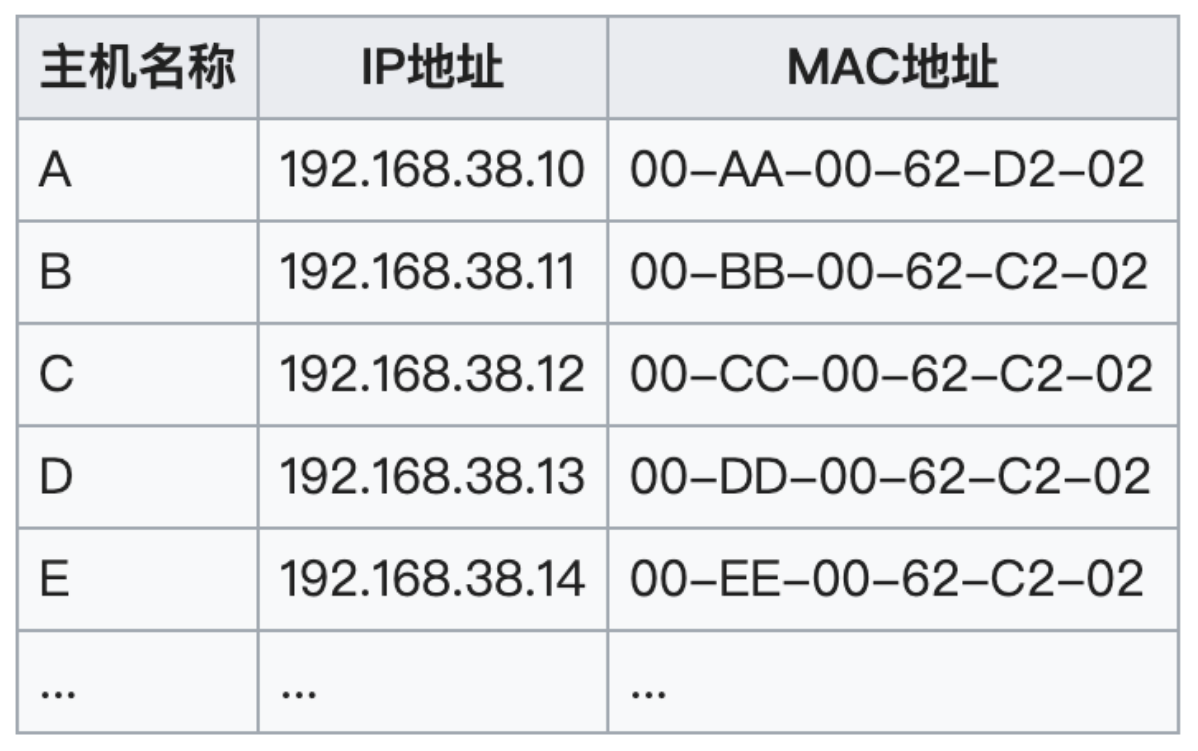 主机名称 IP地址 MAC地址
A 192.168.38.10 00-AA-00-62-D2-02
B 192.168.38.11 00-BB-00-62-C2-02
C 192.168.38.12 00-CC-00-62-C2-02
D 192.168.38.13 00-DD-00-62-C2-02
E 192.168.38.14 00-EE-00-62-C2-02
... ... ...